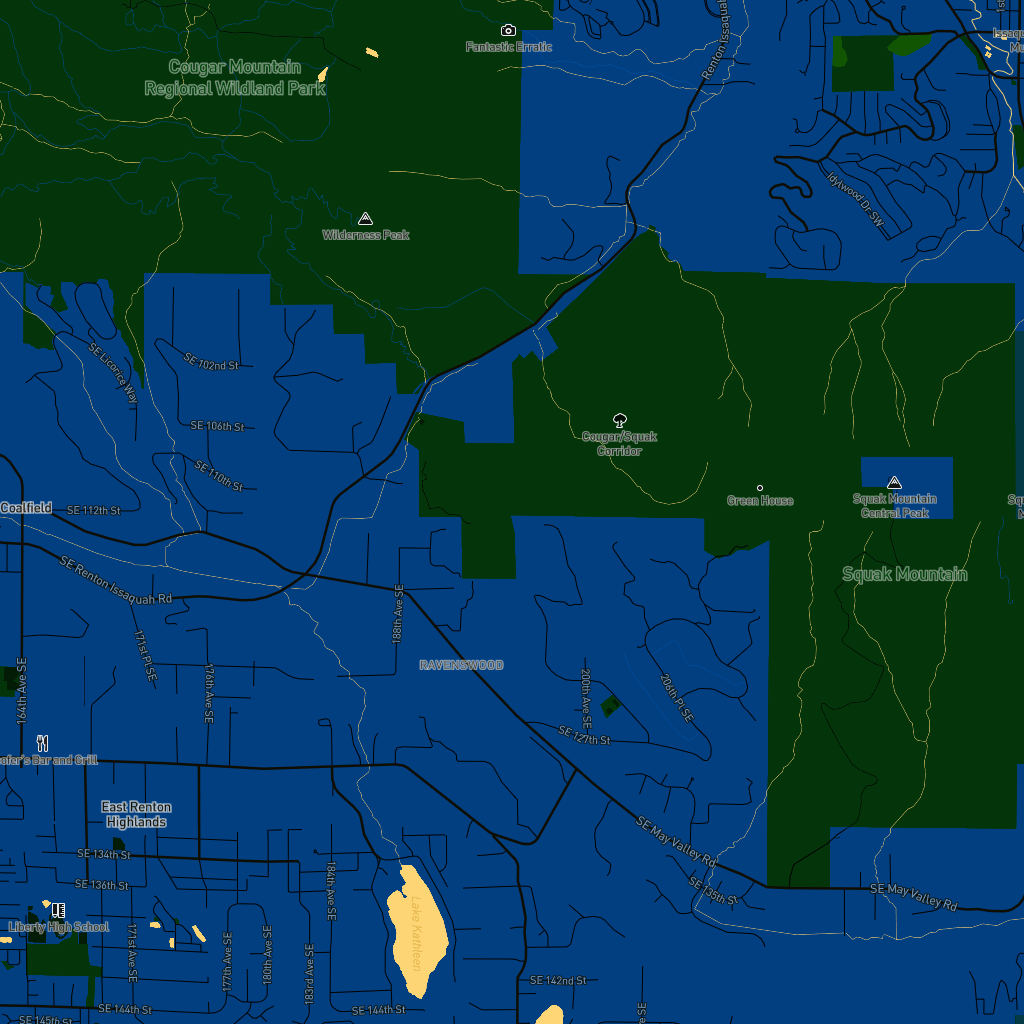 Fantastic Erratic
Cougar Mountain
Regional Wildland Park
Renton Issaquah
Idylwood Dr SW
Wilderness Peak
SE Licorice Way
SE 102nd St
SE 106th St
SE 110th St
Cougar/Squak
Corridor
Green House
Squak Mountain
Central Peak
Coalfield
SE 112th St
Squak Mountain
SE Renton Issaquah Rd
188th Ave SE
171st Pl SE
176th Ave SE
164th Ave SE
RAVENSWOOD
200th Ave SE
206th Pl SE
SE 127th St
ofer's Bar and Grill
East Renton
Highlands
SE 134th St
SE 136th St
SE May Valley Rd
SE 135th St
SE May Valley Rd
184th Ave SE
Lake Kathleen
Liberty High School
171st Ave SE
177th Ave SE
180th Ave SE
183rd Ave SE
SE 142nd St
SE 144th St
SE 144th St
SE 145th St